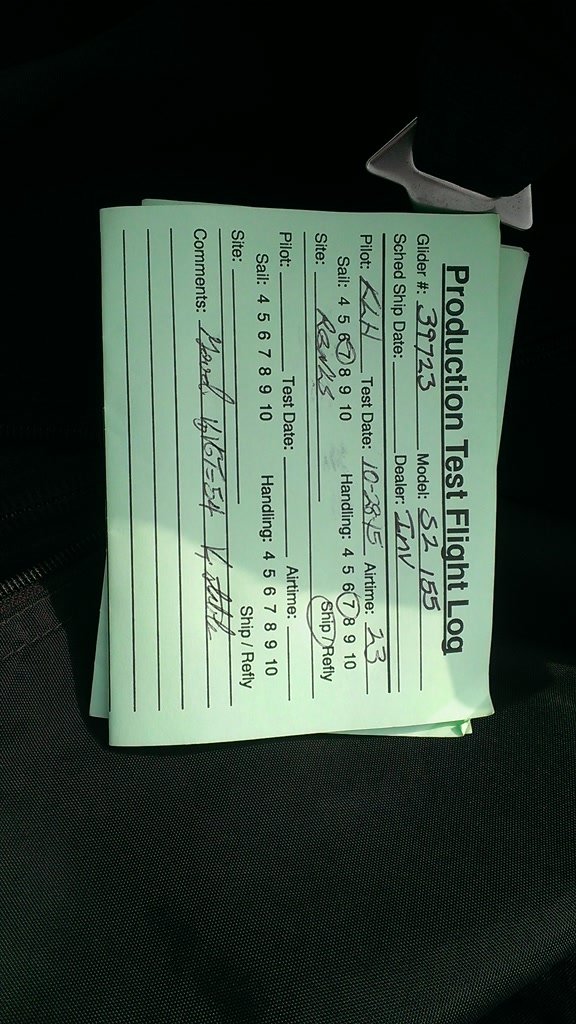 Production Test Flight Log
Glider #: 39723 Model: S2 155
Sched Ship Date: Dealer: INV
Pilot: KLH Test Date: 10-28-15 Airtime: 23
Sail: 4 5 6 7 8 9 10 Handling: 4 5 6 7 8 9 10
Site: Ship / Refly
Pilot: Test Date: Airtime:
Sail: 4 5 6 7 8 9 10 Handling: 4 5 6 7 8 9 10
Site: Ship / Refly
Comments: Good